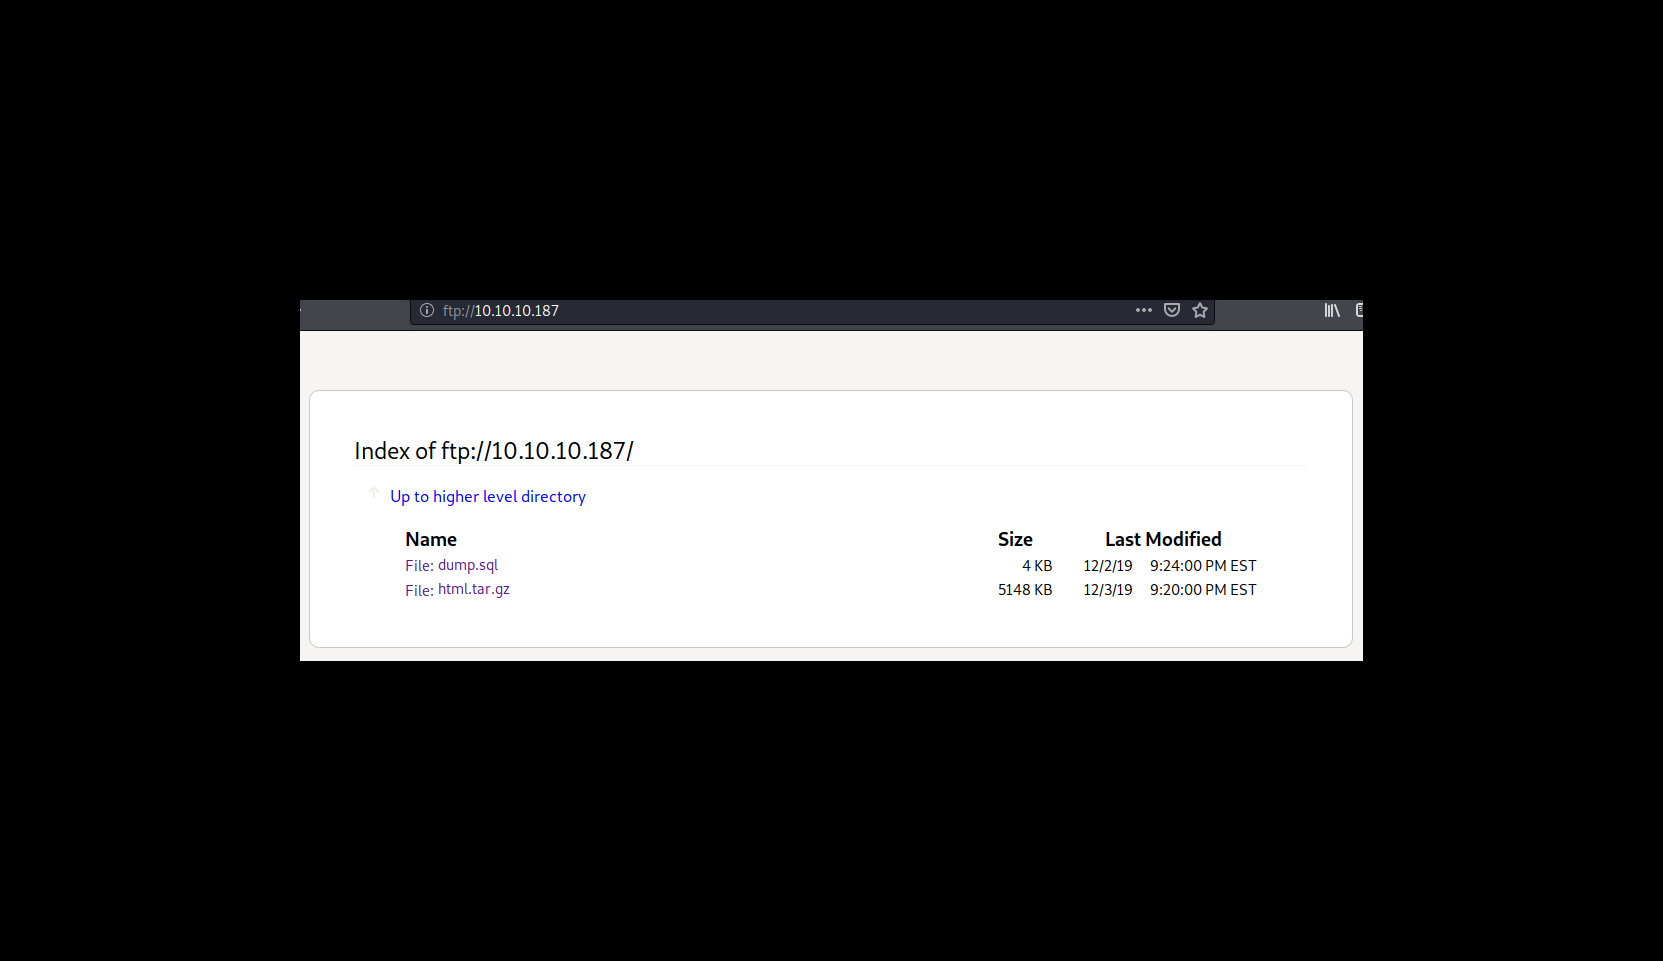 ftp://10.10.10.187
Index of ftp://10.10.10.187/
Up to higher level directory
Name Size Last Modified
File: dump.sql 4 KB 12/2/19 9:24:00 PM EST
File: html.tar.gz 5148 KB 12/3/19 9:20:00 PM EST